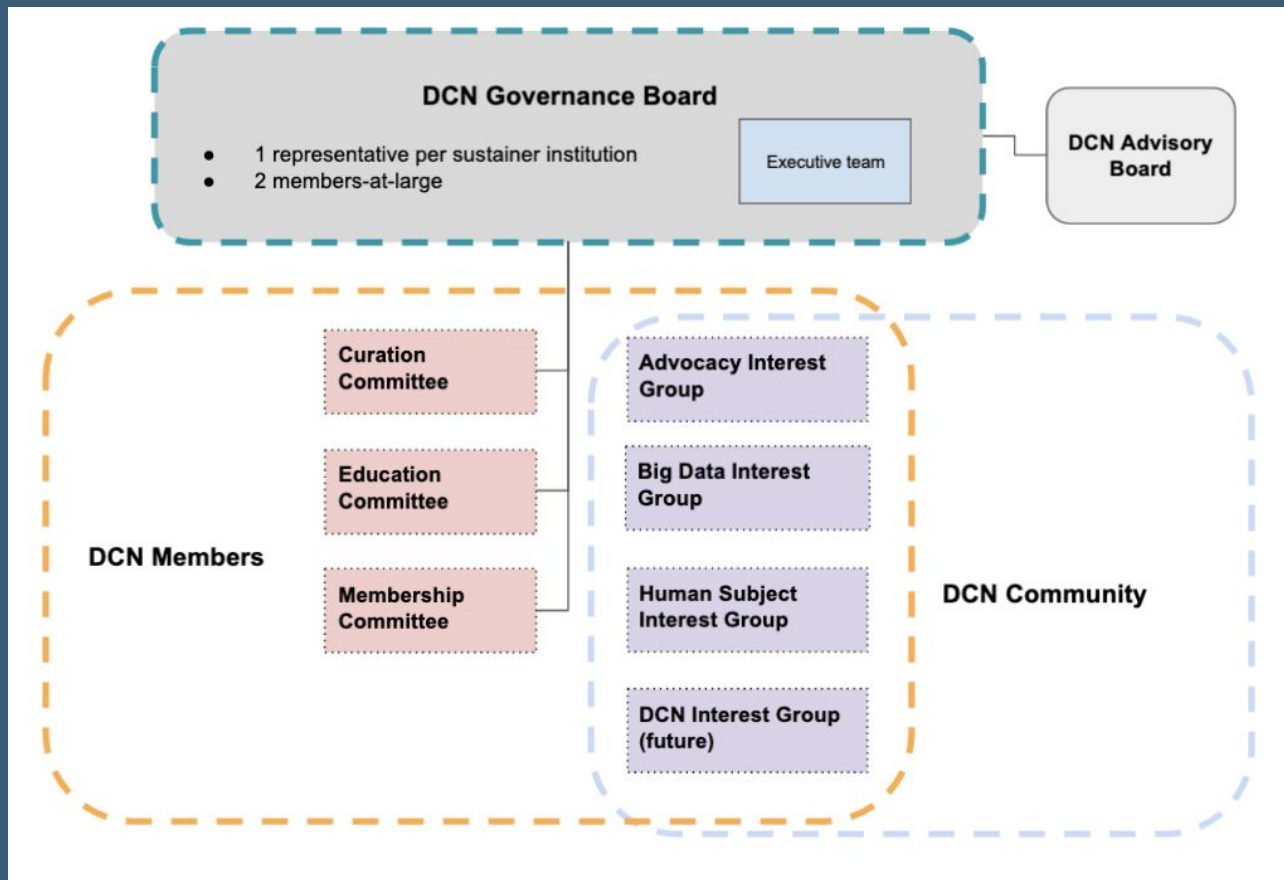 DCN Governance Board
● 1 representative per sustainer institution
● 2 members-at-large
Executive team
DCN Advisory
Board
Curation
Committee
Education
Committee
Membership
Committee
DCN Members
Advocacy Interest
Group
Big Data Interest
Group
Human Subject
Interest Group
DCN Interest Group
(future)
DCN Community